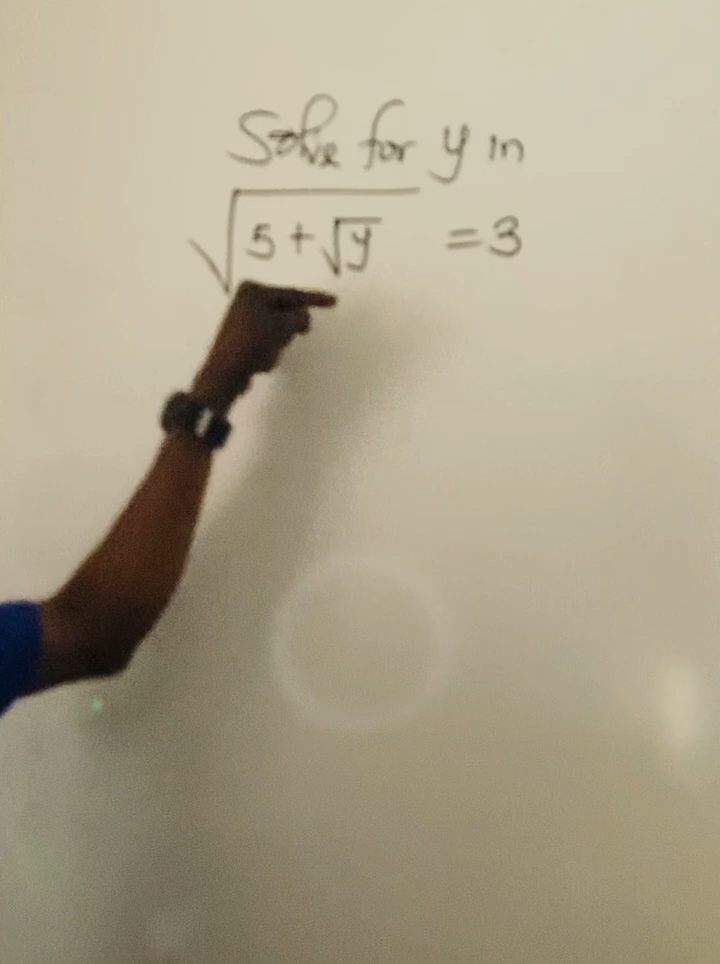 Solve for y in
√(5+√y) =3